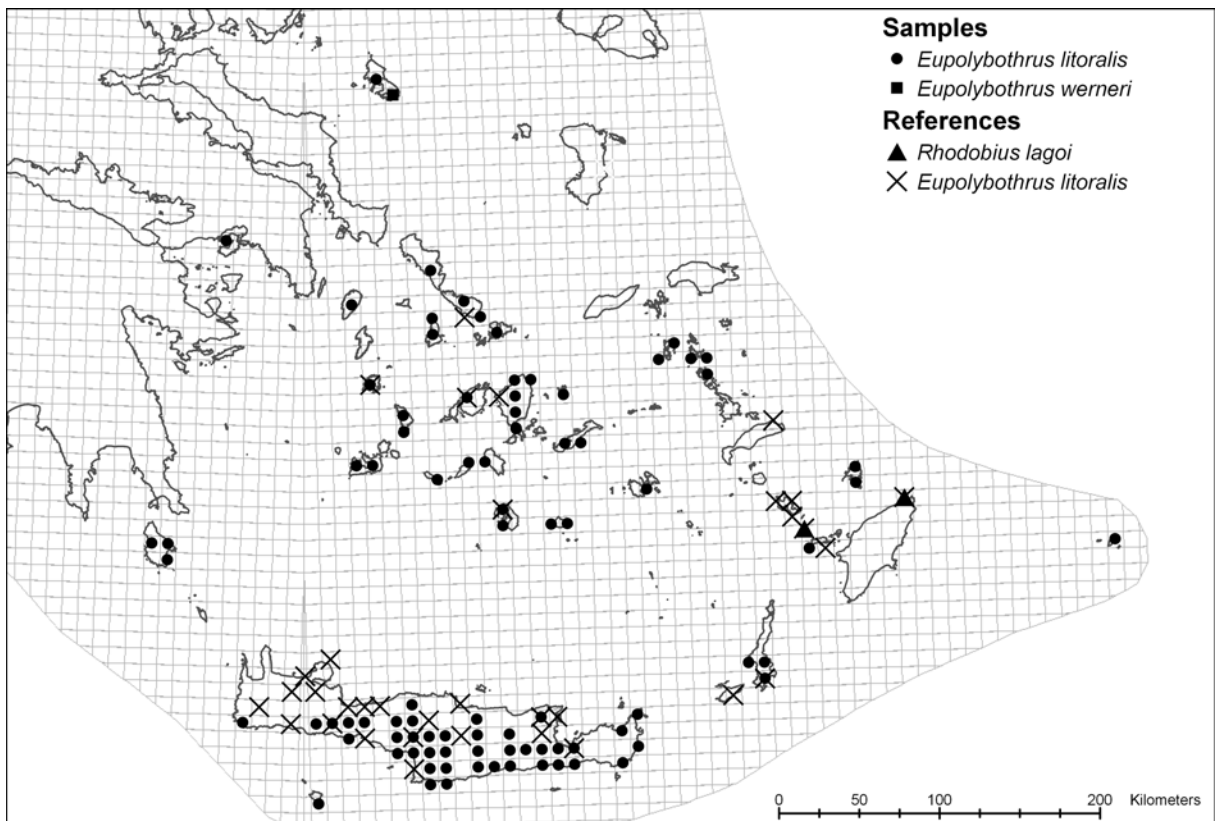 Samples
Eupolybothrus litoralis
Eupolybothrus werneri
References
Rhodobius lagoi
Eupolybothrus litoralis
0 50 100 200 Kilometers